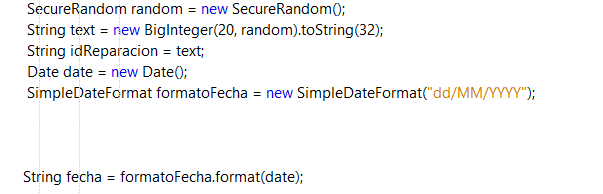 SecureRandom random = new SecureRandom();
String text = new BigInteger(20, random).toString(32);
String idReparacion = text;
Date date = new Date();
SimpleDateFormat formatoFecha = new SimpleDateFormat("dd/MM/YYYY");
String fecha = formatoFecha.format(date);